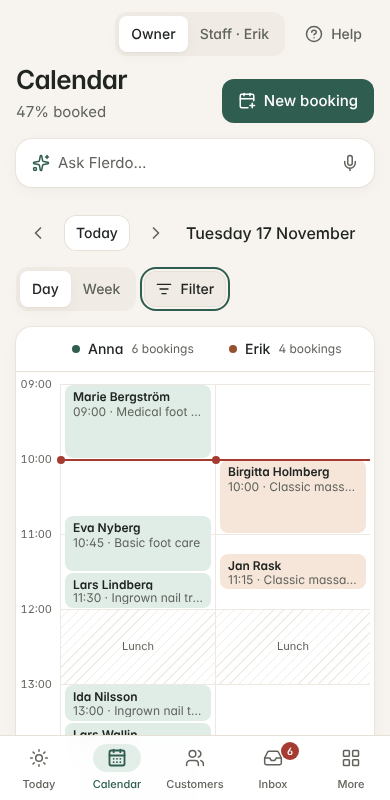 Owner
Staff · Erik
Help
Calendar
47% booked
New booking
Ask Flerdo...
Today
Tuesday 17 November
Day
Week
Filter
Anna 6 bookings
Erik 4 bookings
09:00
Marie Bergström
09:00 · Medical foot ...
10:00
Birgitta Holmberg
10:00 · Classic mass...
Eva Nyberg
10:45 · Basic foot care
11:00
Jan Rask
11:15 · Classic massa...
Lars Lindberg
11:30 · Ingrown nail tr...
12:00
Lunch
Lunch
13:00
Ida Nilsson
13:00 · Ingrown nail t...
Lars Wallin
6
Today
Calendar
Customers
Inbox
More